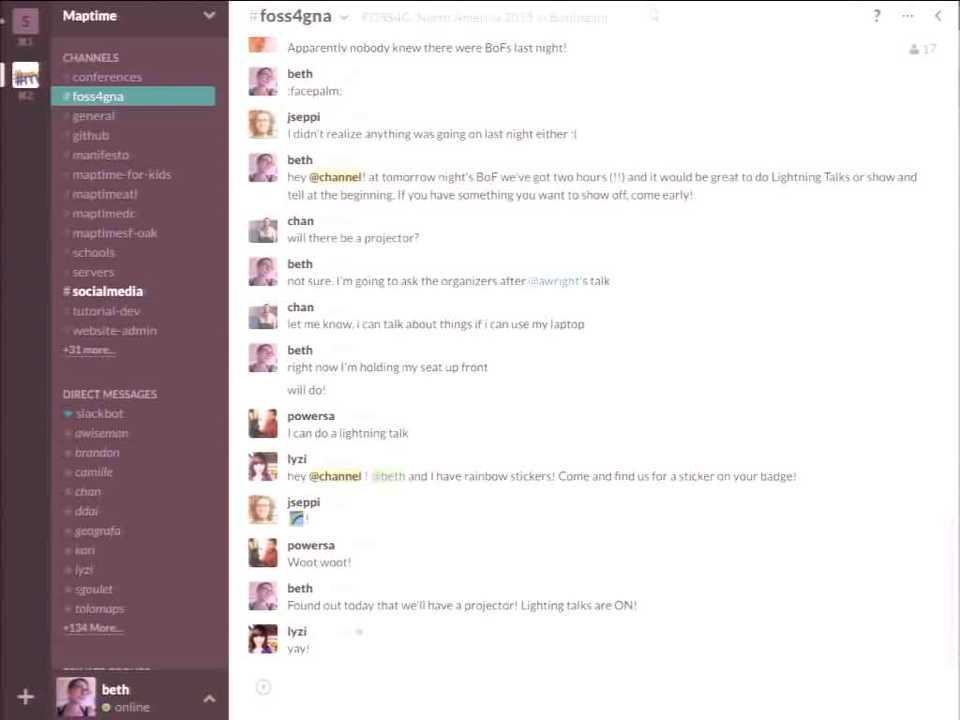 S
⌘1
⌘2
Maptime
CHANNELS
# conferences
# foss4gna
# general
# github
# manifesto
# maptime-for-kids
# maptimeatl
# maptimedc
# maptimesf-oak
# schools
# servers
# socialmedia
# tutorial-dev
# website-admin
+31 more...
DIRECT MESSAGES
slackbot
awiseman
brandon
camille
chan
ddai
geografa
kari
lyzi
sgoulet
tolomaps
+134 More...
beth
online
#foss4gna
FOSS4G, North America 2015 in Burlingame
?
17
Apparently nobody knew there were BoFs last night!
beth
:facepalm:
jseppi
I didn't realize anything was going on last night either :(
beth
hey @channel! at tomorrow night's BoF we've got two hours (!!) and it would be great to do Lightning Talks or show and
tell at the beginning. If you have something you want to show off, come early!
chan
will there be a projector?
beth
not sure. I'm going to ask the organizers after @awright's talk
chan
let me know, i can talk about things if i can use my laptop
beth
right now I'm holding my seat up front
will do!
powersa
I can do a lightning talk
lyzi
hey @channel ! @beth and I have rainbow stickers! Come and find us for a sticker on your badge!
jseppi
!
powersa
Woot woot!
beth
Found out today that we'll have a projector! Lighting talks are ON!
lyzi
yay!